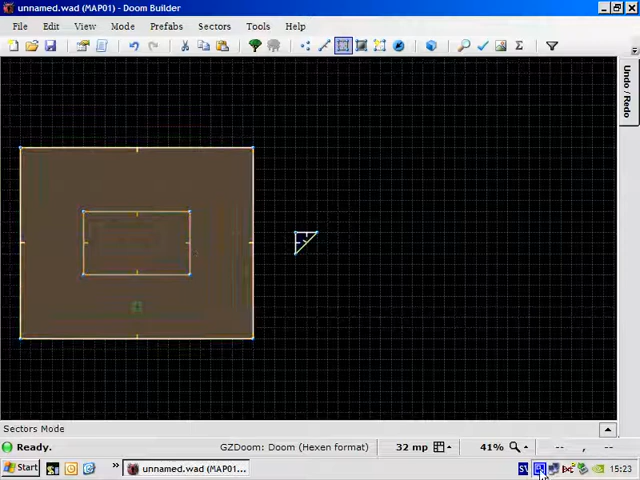 unnamed.wad (MAP01) - Doom Builder
File Edit View Mode Prefabs Sectors Tools Help
Undo / Redo
Sectors Mode
Ready. GZDoom: Doom (Hexen format) 32 mp 41% --, --
Start » unnamed.wad (MAP01... SV 15:23